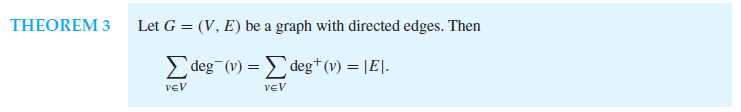 THEOREM 3 Let G = (V, E) be a graph with directed edges. Then
∑ deg⁻(v) = ∑ deg⁺(v) = |E|.
v∈V v∈V